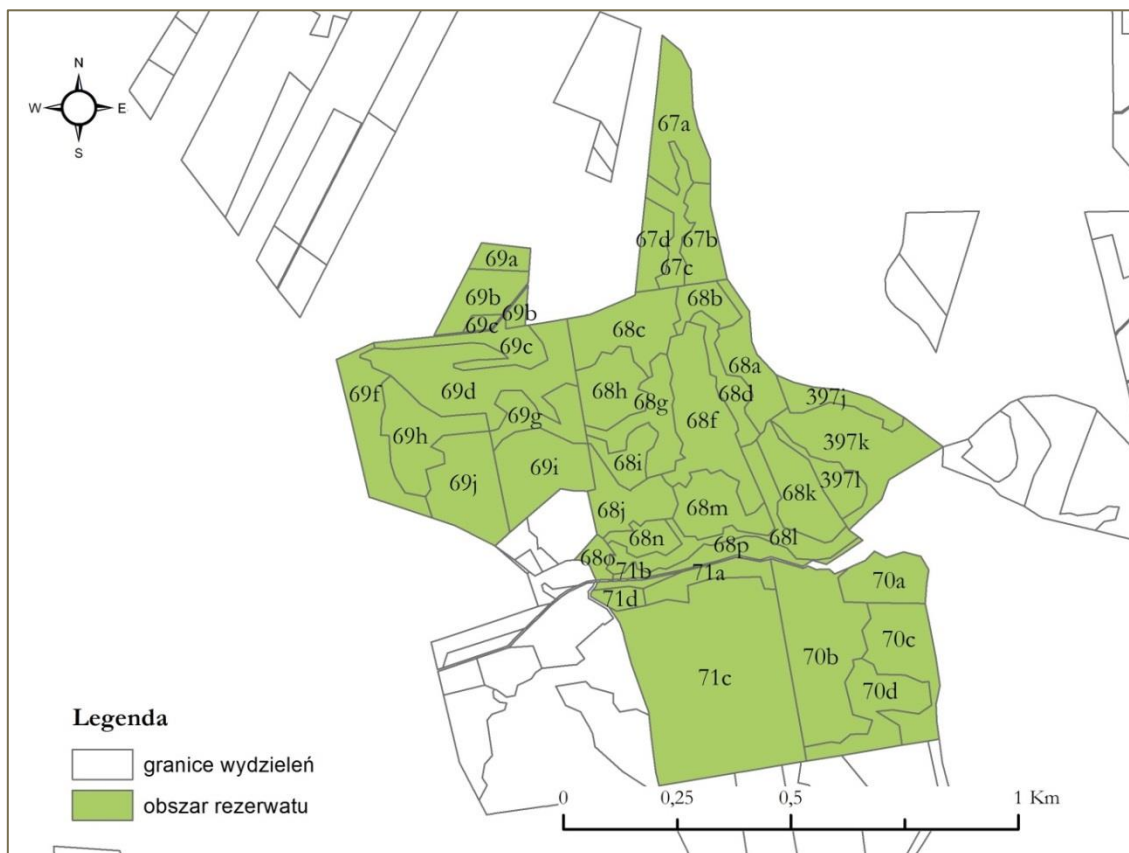 N
W E
S
67a
67d
67b
67c
69a
69b
69b
69c
69c
68b
68c
68a
69f
69d
68h
68g
68d
397j
69g
68f
69h
397k
69i
68i
397l
69j
68k
68j
68m
68n
68l
68p
68o
71b
71a
70a
71d
70b
70c
71c
70d
Legenda
granice wydzieleń
obszar rezerwatu
0 0,25 0,5 1 Km